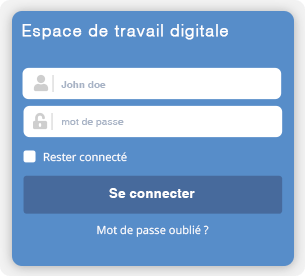 Espace de travail digitale
John doe
mot de passe
Rester connecté
Se connecter
Mot de passe oublié ?